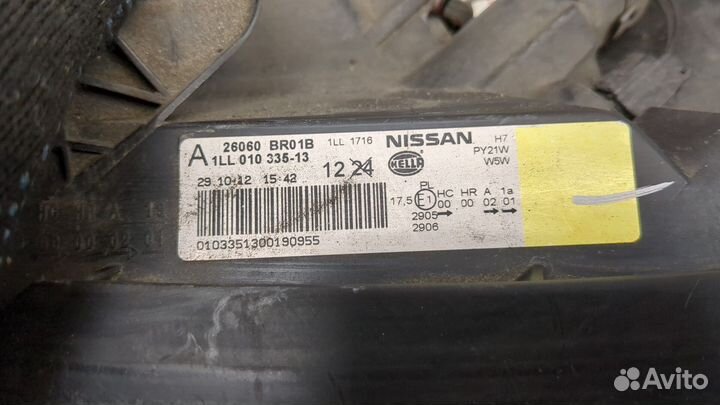 26060 BR01B
1LL 1716
NISSAN
H7
A 1LL 010 335-13
HELLA
PY21W
W5W
29.10.12 15:42
12 24
PL
17,5 E1 HC HR A 1a
00 00 02 01
2905
2906
0103351300190955
Avito